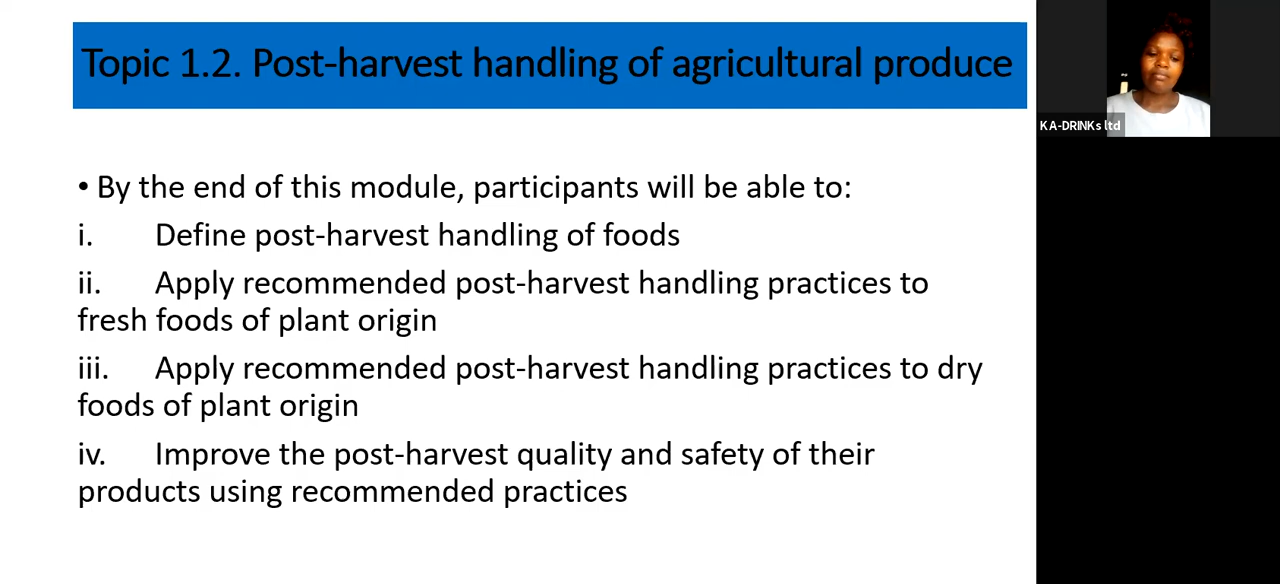 Topic 1.2. Post-harvest handling of agricultural produce
• By the end of this module, participants will be able to:
i. Define post-harvest handling of foods
ii. Apply recommended post-harvest handling practices to
fresh foods of plant origin
iii. Apply recommended post-harvest handling practices to dry
foods of plant origin
iv. Improve the post-harvest quality and safety of their
products using recommended practices
KA-DRINKs ltd